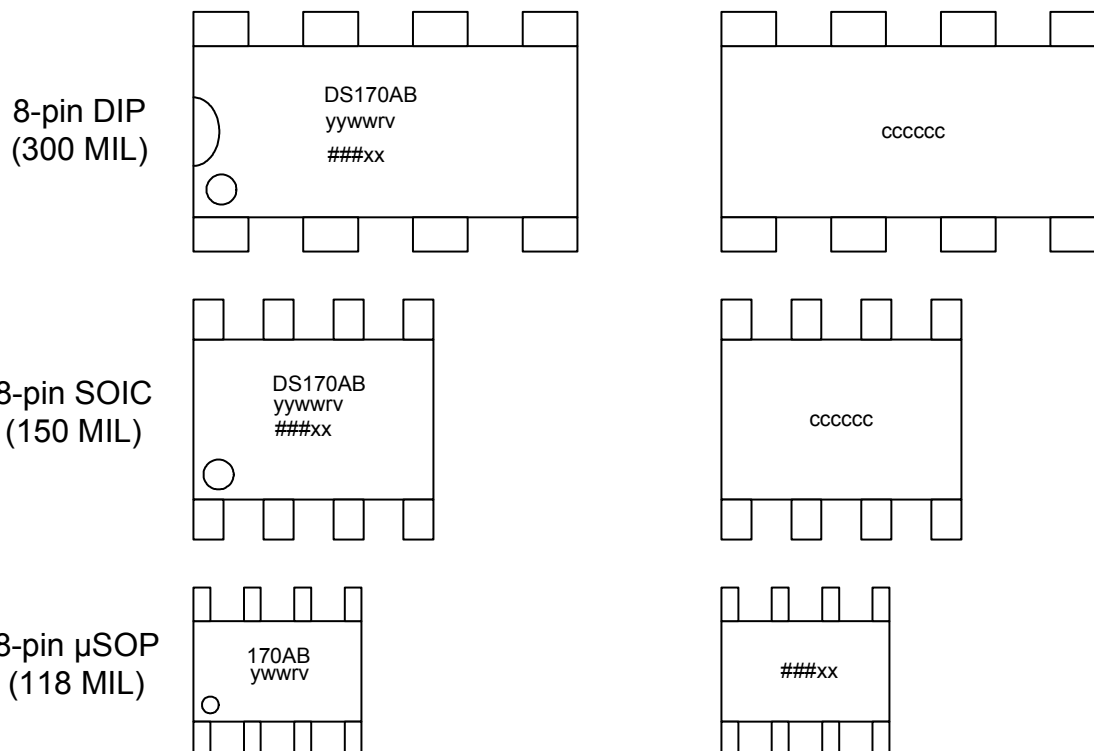 8-pin DIP
(300 MIL)
DS170AB
yywwrv
###xx
cccccc
8-pin SOIC
(150 MIL)
DS170AB
yywwrv
###xx
cccccc
8-pin µSOP
(118 MIL)
170AB
ywwrv
###xx